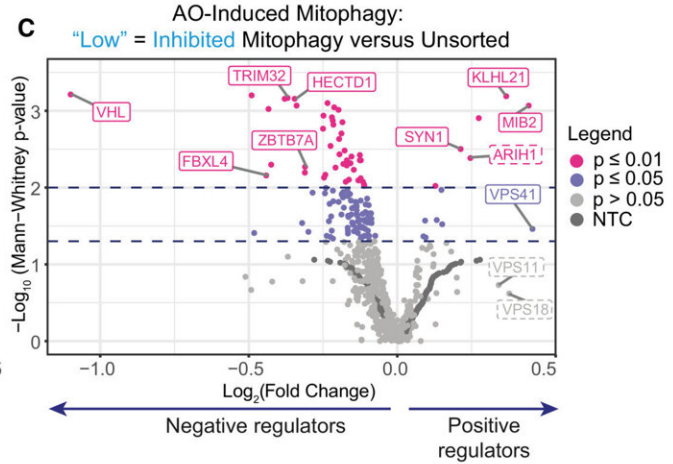 C
AO-Induced Mitophagy:
“Low” = Inhibited Mitophagy versus Unsorted
TRIM32
HECTD1
KLHL21
VHL
MIB2
ZBTB7A
SYN1
FBXL4
ARIH1
VPS41
VPS11
VPS18
Legend
p ≤ 0.01
p ≤ 0.05
p > 0.05
NTC
−Log10 (Mann−Whitney p-value)
3
2
1
0
−1.0
−0.5
0.0
0.5
Log2(Fold Change)
Negative regulators
Positive
regulators